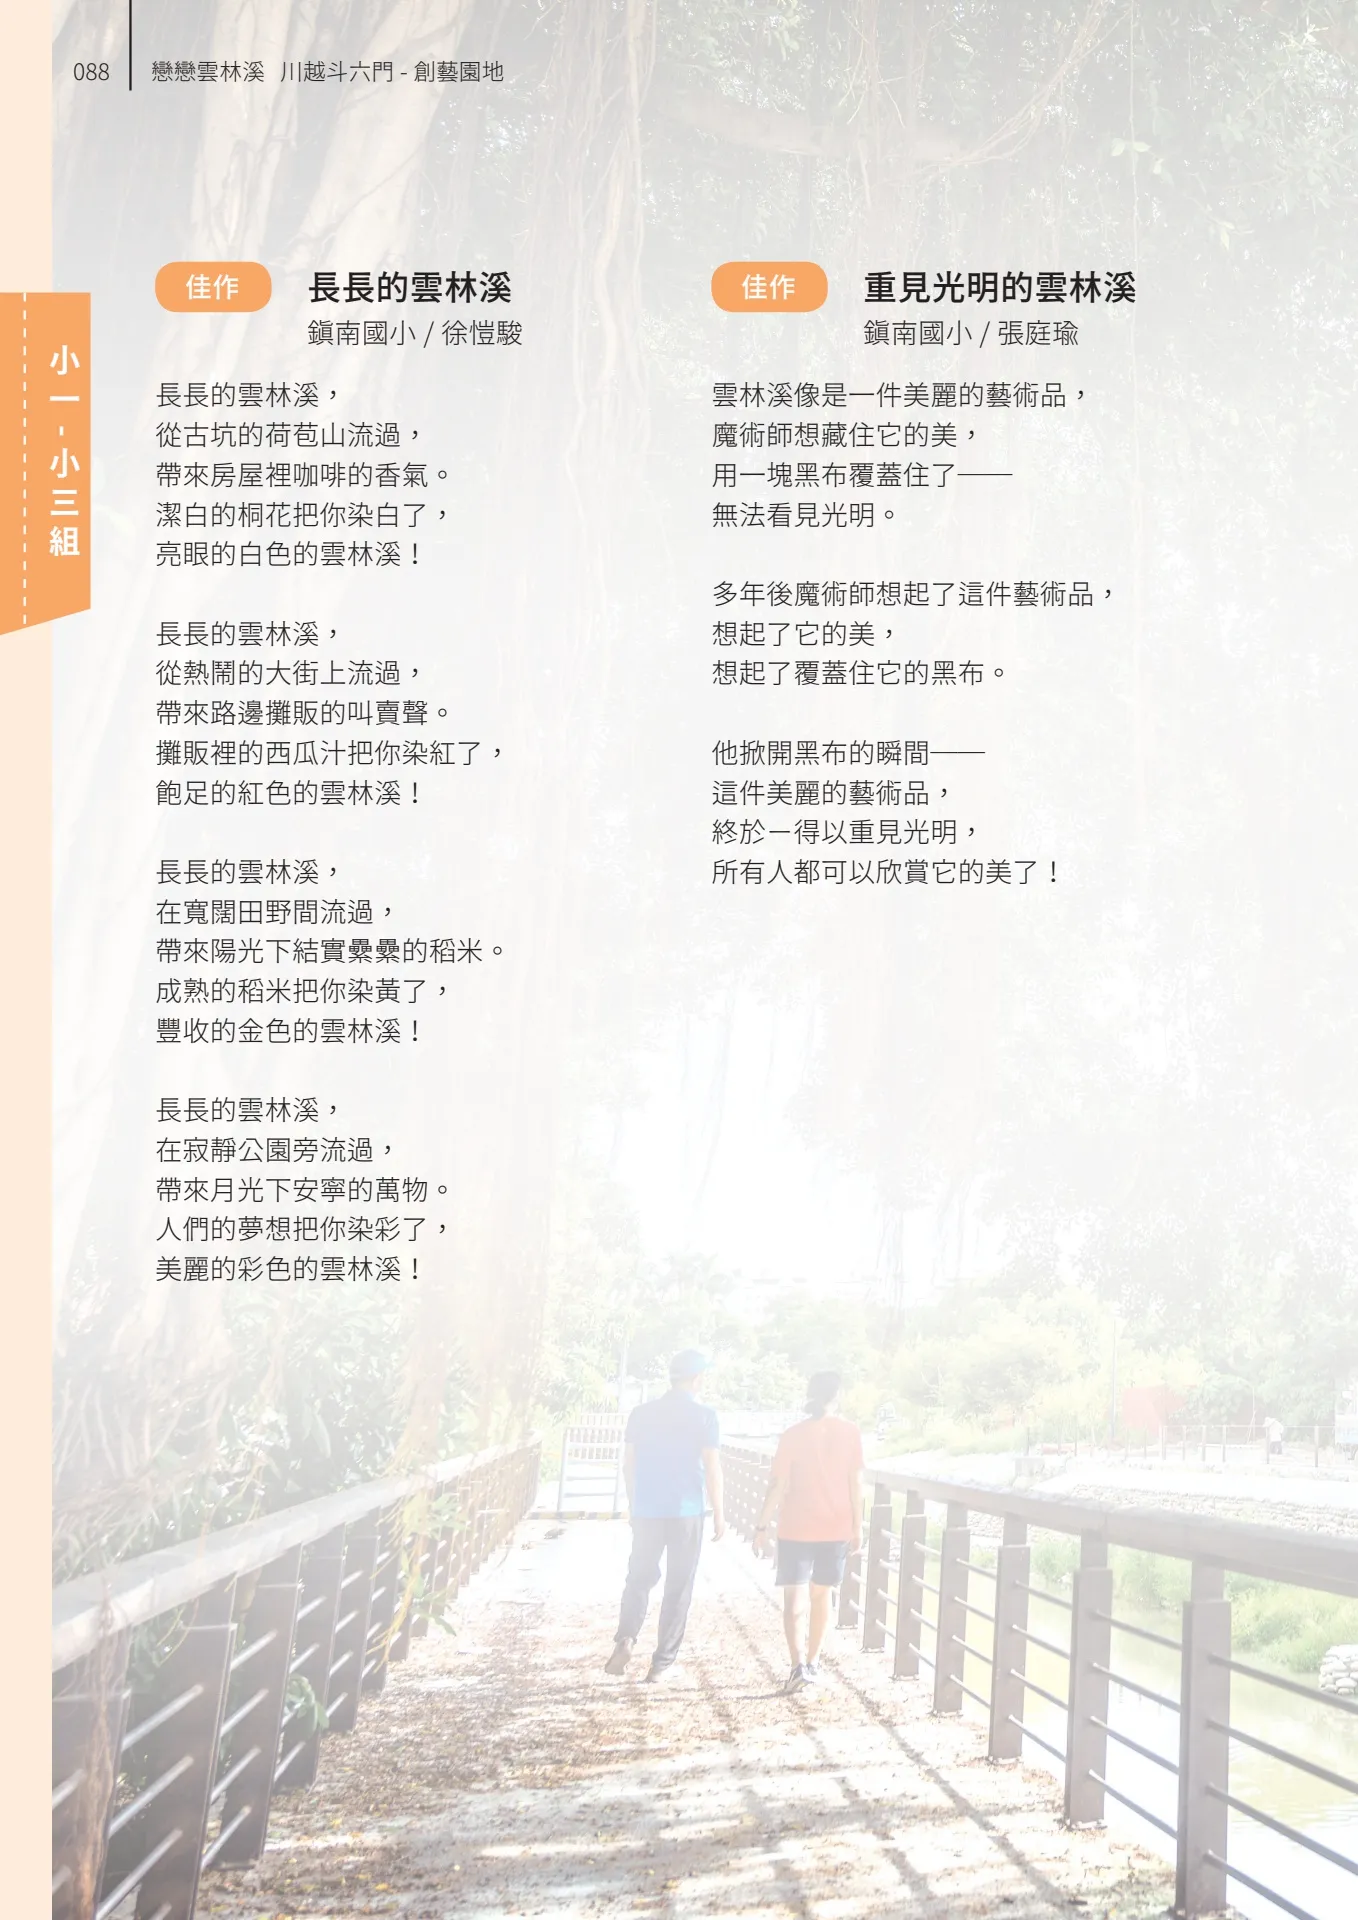 088
戀戀雲林溪 川越斗六門 - 創藝園地
小一-小三組
佳作
長長的雲林溪
鎮南國小 / 徐愷駿
長長的雲林溪，
從古坑的荷苞山流過，
帶來房屋裡咖啡的香氣。
潔白的桐花把你染白了，
亮眼的白色的雲林溪！
長長的雲林溪，
從熱鬧的大街上流過，
帶來路邊攤販的叫賣聲。
攤販裡的西瓜汁把你染紅了，
飽足的紅色的雲林溪！
長長的雲林溪，
在寬闊田野間流過，
帶來陽光下結實纍纍的稻米。
成熟的稻米把你染黃了，
豐收的金色的雲林溪！
長長的雲林溪，
在寂靜公園旁流過，
帶來月光下安寧的萬物。
人們的夢想把你染彩了，
美麗的彩色的雲林溪！
佳作
重見光明的雲林溪
鎮南國小 / 張庭瑜
雲林溪像是一件美麗的藝術品，
魔術師想藏住它的美，
用一塊黑布覆蓋住了——
無法看見光明。
多年後魔術師想起了這件藝術品，
想起了它的美，
想起了覆蓋住它的黑布。
他掀開黑布的瞬間——
這件美麗的藝術品，
終於－得以重見光明，
所有人都可以欣賞它的美了！